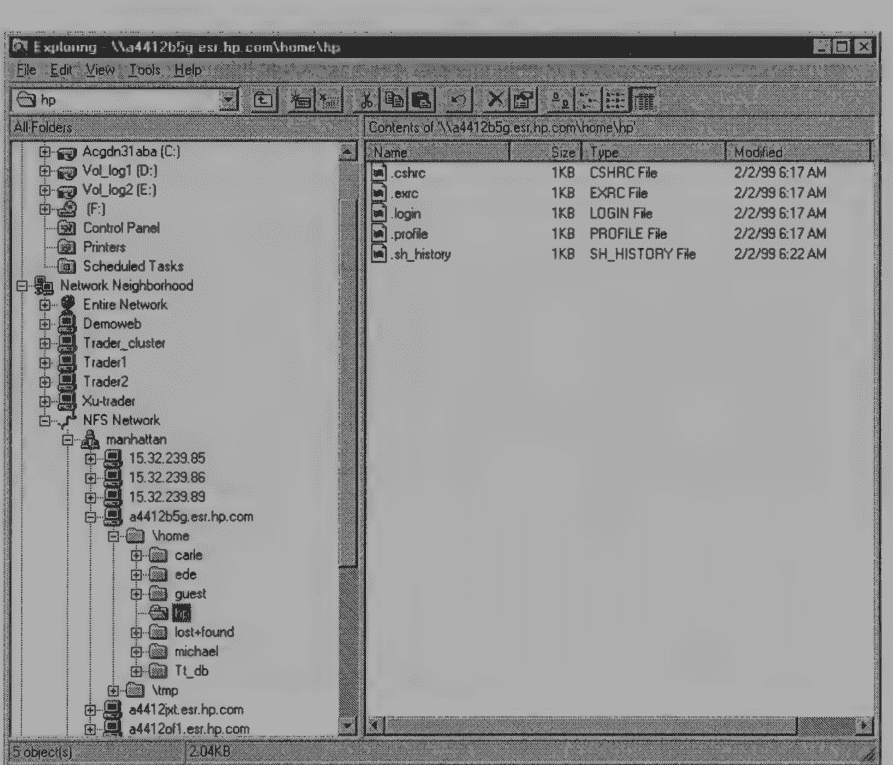 Exploring - \\a4412b5g.esr.hp.com\home\hp
File Edit View Tools Help
hp
All Folders
Contents of '\\a4412b5g.esr.hp.com\home\hp'
Acgdn31aba (C:)
Vol_log1 (D:)
Vol_log2 (E:)
(F:)
Control Panel
Printers
Scheduled Tasks
Network Neighborhood
Entire Network
Demoweb
Trader_cluster
Trader1
Trader2
Xu-trader
NFS Network
manhattan
15.32.239.85
15.32.239.86
15.32.239.89
a4412b5g.esr.hp.com
\home
carle
ede
guest
hp
lost+found
michael
Tt_db
\tmp
a4412jxt.esr.hp.com
a4412of1.esr.hp.com
Name Size Type Modified
.cshrc 1KB CSHRC File 2/2/99 6:17 AM
.exrc 1KB EXRC File 2/2/99 6:17 AM
.login 1KB LOGIN File 2/2/99 6:17 AM
.profile 1KB PROFILE File 2/2/99 6:17 AM
.sh_history 1KB SH_HISTORY File 2/2/99 6:22 AM
5 object(s) 2.04KB